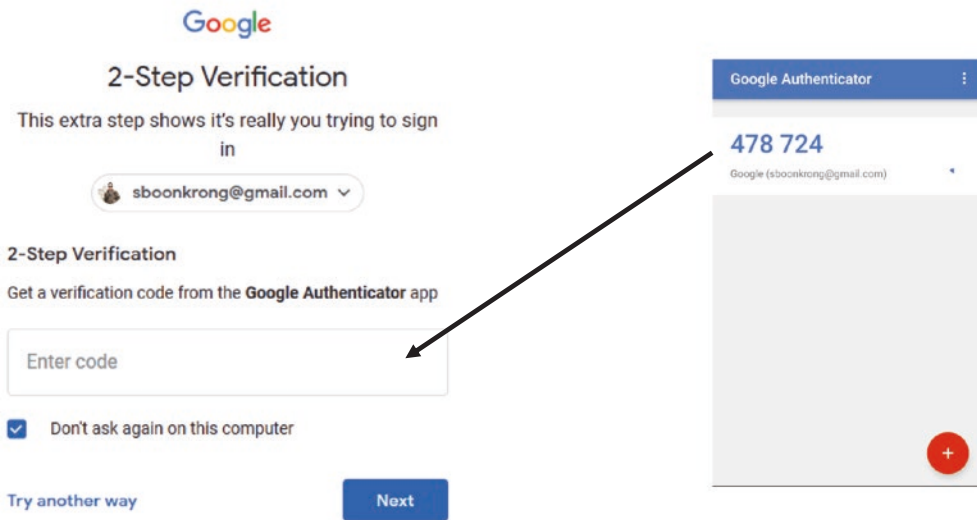 Google
2-Step Verification
This extra step shows it's really you trying to sign
in
sboonkrong@gmail.com
2-Step Verification
Get a verification code from the Google Authenticator app
Enter code
Don't ask again on this computer
Try another way
Next
Google Authenticator
478 724
Google (sboonkrong@gmail.com)